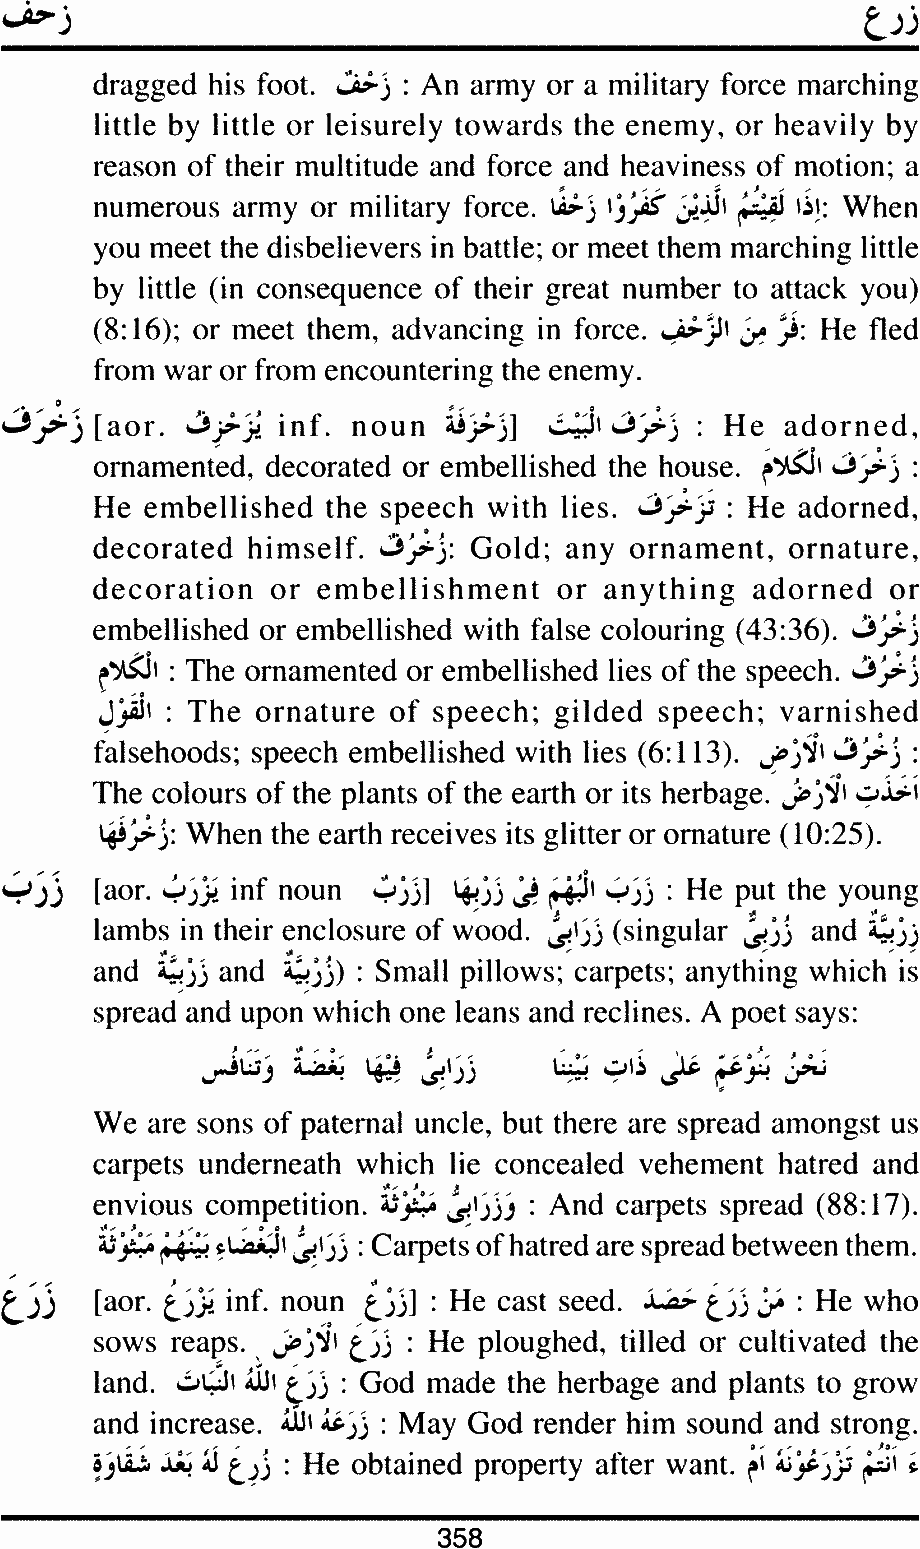 زحف زرع
dragged his foot. زَحْفٌ : An army or a military force marching
little by little or leisurely towards the enemy, or heavily by
reason of their multitude and force and heaviness of motion; a
numerous army or military force. اِذَا لَقِيْتُمُ الَّذِيْنَ كَفَرُوْا زَحْفًا: When
you meet the disbelievers in battle; or meet them marching little
by little (in consequence of their great number to attack you)
(8:16); or meet them, advancing in force. فَرَّ مِنَ الزَّحْفِ: He fled
from war or from encountering the enemy.
زَخْرَفَ [aor. يُزَخْرِفُ inf. noun زَخْرَفَةً] زَخْرَفَ الْبَيْتَ : He adorned,
ornamented, decorated or embellished the house. زَخْرَفَ الْكَلَامَ :
He embellished the speech with lies. تَزَخْرَفَ : He adorned,
decorated himself. زُخْرُفٌ: Gold; any ornament, ornature,
decoration or embellishment or anything adorned or
embellished or embellished with false colouring (43:36). زُخْرُفُ
الْكَلَامِ : The ornamented or embellished lies of the speech. زُخْرُفُ
الْقَوْلِ : The ornature of speech; gilded speech; varnished
falsehoods; speech embellished with lies (6:113). زُخْرُفُ الْاَرْضِ :
The colours of the plants of the earth or its herbage. اَخَذَتِ الْاَرْضُ
زُخْرُفَهَا: When the earth receives its glitter or ornature (10:25).
زَرَبَ [aor. يَزْرُبُ inf noun زَرْبٌ] زَرَبَ الْبَهْمَ فِيْ زَرْبِهَا : He put the young
lambs in their enclosure of wood. زَرَابِىُّ (singular زُرْبِىٌّ and زِرْبِيَّةٌ
and زَرْبِيَّةٌ and زُرْبِيَّةٌ) : Small pillows; carpets; anything which is
spread and upon which one leans and reclines. A poet says:
نَحْنُ بَنُوْعَمٍّ عَلٰى ذَاتِ بَيْنِنَا زَرَابِىُّ فِيْهَا بَغْضَةٌ وَتَنَافُسُ
We are sons of paternal uncle, but there are spread amongst us
carpets underneath which lie concealed vehement hatred and
envious competition. وَزَرَابِىُّ مَبْثُوْثَةٌ : And carpets spread (88:17).
زَرَابِىُّ الْبَغْضَاءِ بَيْنَهُمْ مَبْثُوْثَةٌ : Carpets of hatred are spread between them.
زَرَعَ [aor. يَزْرَعُ inf. noun زَرْعٌ] : He cast seed. مَنْ زَرَعَ حَصَدَ : He who
sows reaps. زَرَعَ الْاَرْضَ : He ploughed, tilled or cultivated the
land. زَرَعَ اللّٰهُ النَّبَاتَ : God made the herbage and plants to grow
and increase. زَرَعَهُ اللّٰهُ : May God render him sound and strong.
زُرِعَ لَهُ بَعْدَ شَقَاوَةٍ : He obtained property after want. ءَ اَنْتُمْ تَزْرَعُوْنَهُ اَمْ
358